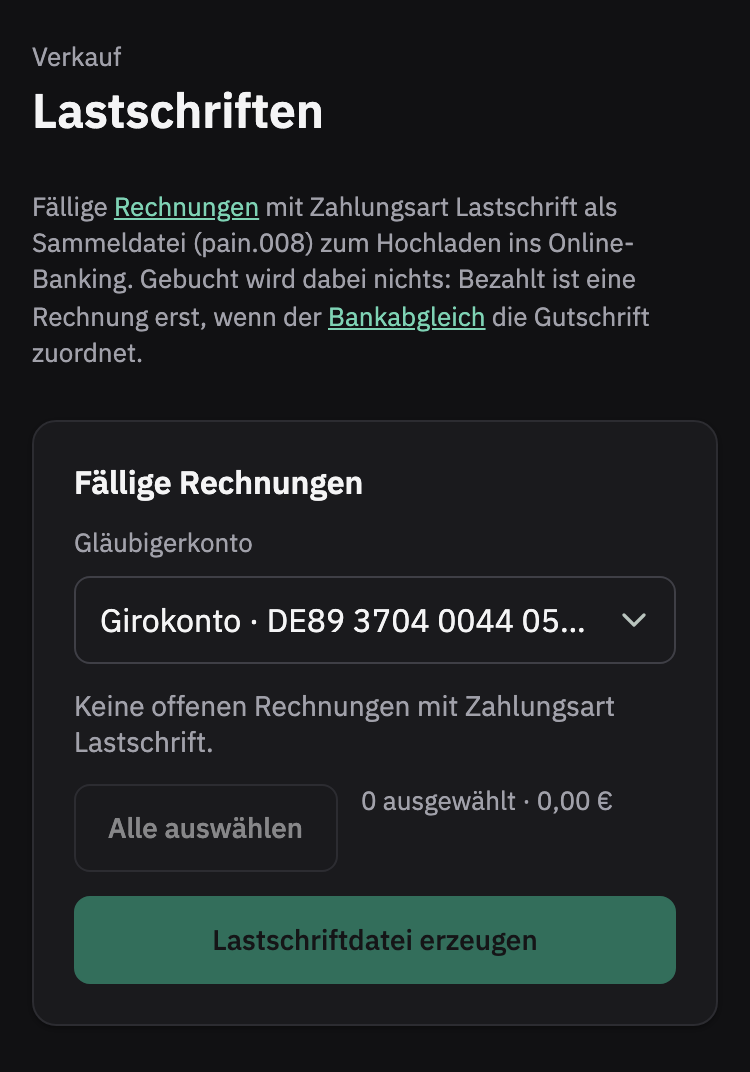 Verkauf
Lastschriften
Fällige Rechnungen mit Zahlungsart Lastschrift als
Sammeldatei (pain.008) zum Hochladen ins Online-
Banking. Gebucht wird dabei nichts: Bezahlt ist eine
Rechnung erst, wenn der Bankabgleich die Gutschrift
zuordnet.
Fällige Rechnungen
Gläubigerkonto
Girokonto · DE89 3704 0044 05...
Keine offenen Rechnungen mit Zahlungsart
Lastschrift.
Alle auswählen
0 ausgewählt · 0,00 €
Lastschriftdatei erzeugen